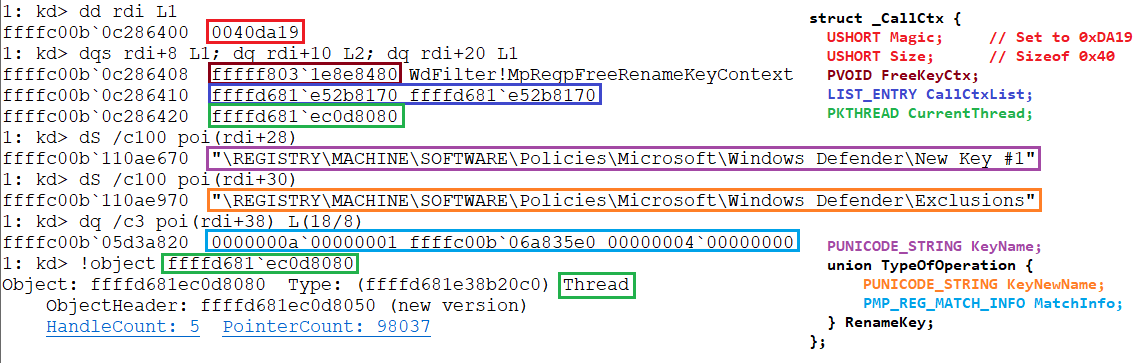 1: kd> dd rdi L1
ffffc00b`0c286400 0040da19
1: kd> dqs rdi+8 L1; dq rdi+10 L2; dq rdi+20 L1
ffffc00b`0c286408 fffff803`1e8e8480 WdFilter!MpRegpFreeRenameKeyContext
ffffc00b`0c286410 ffffd681`e52b8170 ffffd681`e52b8170
ffffc00b`0c286420 ffffd681`ec0d8080
1: kd> dS /c100 poi(rdi+28)
ffffc00b`110ae670 "\REGISTRY\MACHINE\SOFTWARE\Policies\Microsoft\Windows Defender\New Key #1"
1: kd> dS /c100 poi(rdi+30)
ffffc00b`110ae970 "\REGISTRY\MACHINE\SOFTWARE\Policies\Microsoft\Windows Defender\Exclusions"
1: kd> dq /c3 poi(rdi+38) L(18/8)
ffffc00b`05d3a820 0000000a`00000001 ffffc00b`06a835e0 00000004`00000000
1: kd> !object ffffd681`ec0d8080
Object: ffffd681ec0d8080 Type: (ffffd681e38b20c0) Thread
ObjectHeader: ffffd681ec0d8050 (new version)
HandleCount: 5 PointerCount: 98037
struct _CallCtx {
USHORT Magic; // Set to 0xDA19
USHORT Size; // Sizeof 0x40
PVOID FreeKeyCtx;
LIST_ENTRY CallCtxList;
PKTHREAD CurrentThread;
PUNICODE_STRING KeyName;
union TypeOfOperation {
PUNICODE_STRING KeyNewName;
PMP_REG_MATCH_INFO MatchInfo;
} RenameKey;
};